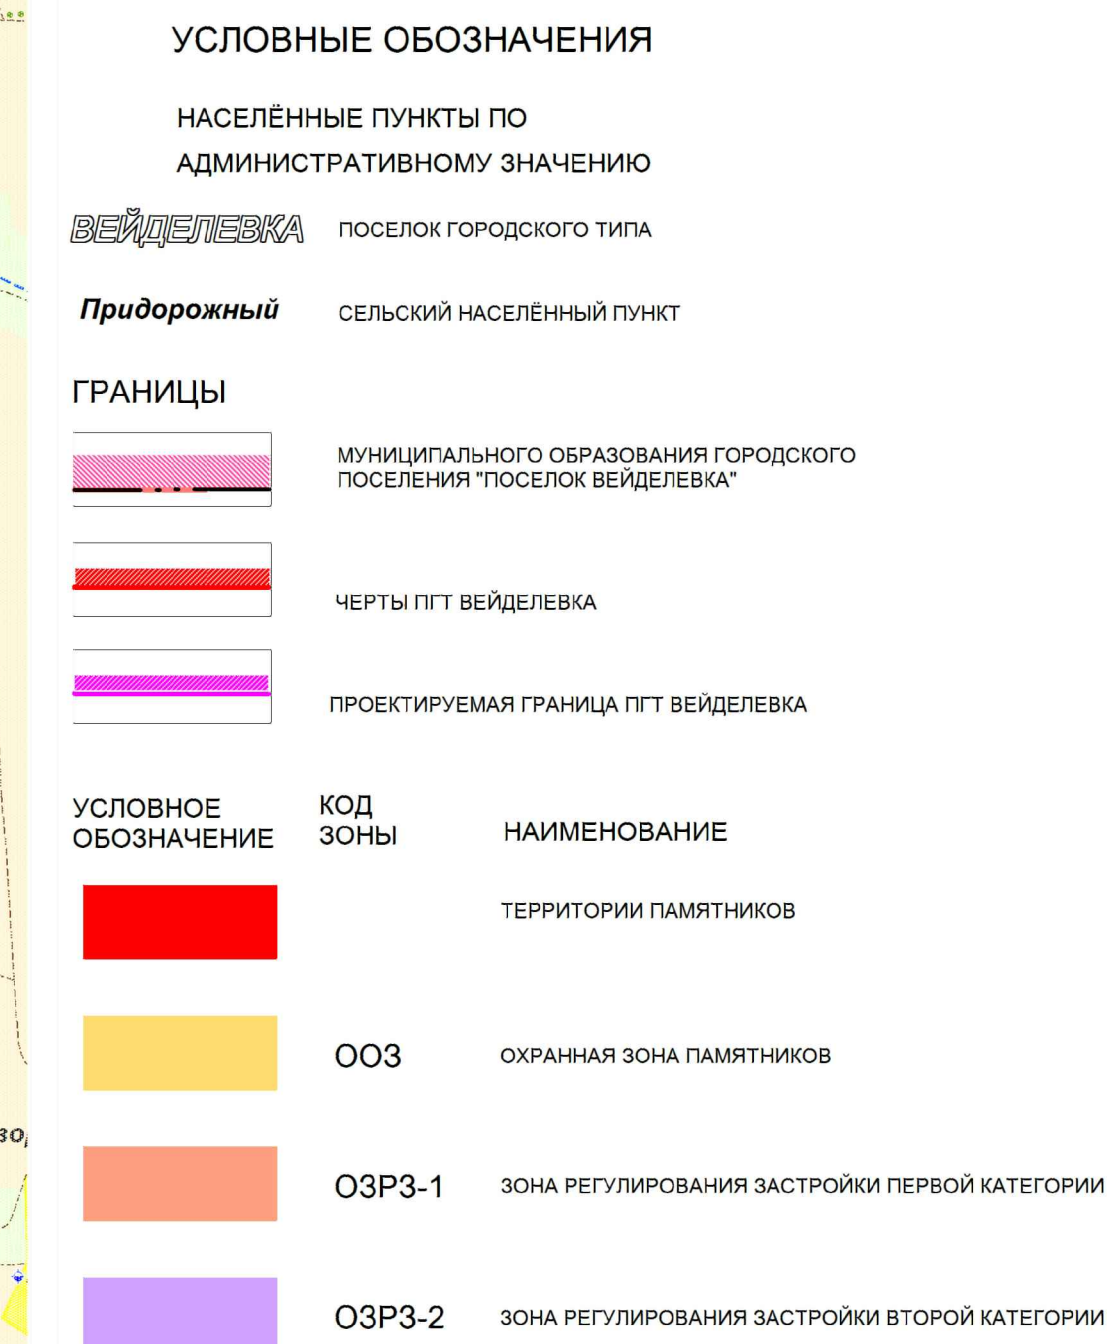 УСЛОВНЫЕ ОБОЗНАЧЕНИЯ
НАСЕЛЁННЫЕ ПУНКТЫ ПО
АДМИНИСТРАТИВНОМУ ЗНАЧЕНИЮ
ВЕЙДЕЛЕВКА ПОСЕЛОК ГОРОДСКОГО ТИПА
Придорожный СЕЛЬСКИЙ НАСЕЛЁННЫЙ ПУНКТ
ГРАНИЦЫ
МУНИЦИПАЛЬНОГО ОБРАЗОВАНИЯ ГОРОДСКОГО
ПОСЕЛЕНИЯ "ПОСЕЛОК ВЕЙДЕЛЕВКА"
ЧЕРТЫ ПГТ ВЕЙДЕЛЕВКА
ПРОЕКТИРУЕМАЯ ГРАНИЦА ПГТ ВЕЙДЕЛЕВКА
УСЛОВНОЕ
ОБОЗНАЧЕНИЕ
КОД
ЗОНЫ
НАИМЕНОВАНИЕ
ТЕРРИТОРИИ ПАМЯТНИКОВ
ООЗ ОХРАННАЯ ЗОНА ПАМЯТНИКОВ
ОЗРЗ-1 ЗОНА РЕГУЛИРОВАНИЯ ЗАСТРОЙКИ ПЕРВОЙ КАТЕГОРИИ
ОЗРЗ-2 ЗОНА РЕГУЛИРОВАНИЯ ЗАСТРОЙКИ ВТОРОЙ КАТЕГОРИИ